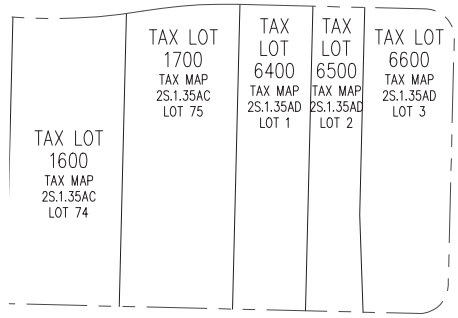 TAX LOT
1600
TAX MAP
2S.1.35AC
LOT 74
TAX LOT
1700
TAX MAP
2S.1.35AC
LOT 75
TAX
LOT
6400
TAX MAP
2S.1.35AD
LOT 1
TAX
LOT
6500
TAX MAP
2S.1.35AD
LOT 2
TAX LOT
6600
TAX MAP
2S.1.35AD
LOT 3